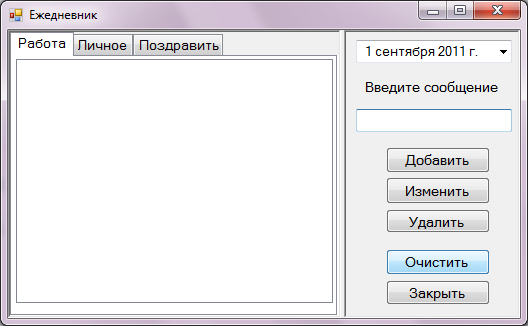 Ежедневник
Работа Личное Поздравить
1 сентября 2011 г.
Введите сообщение
Добавить
Изменить
Удалить
Очистить
Закрыть